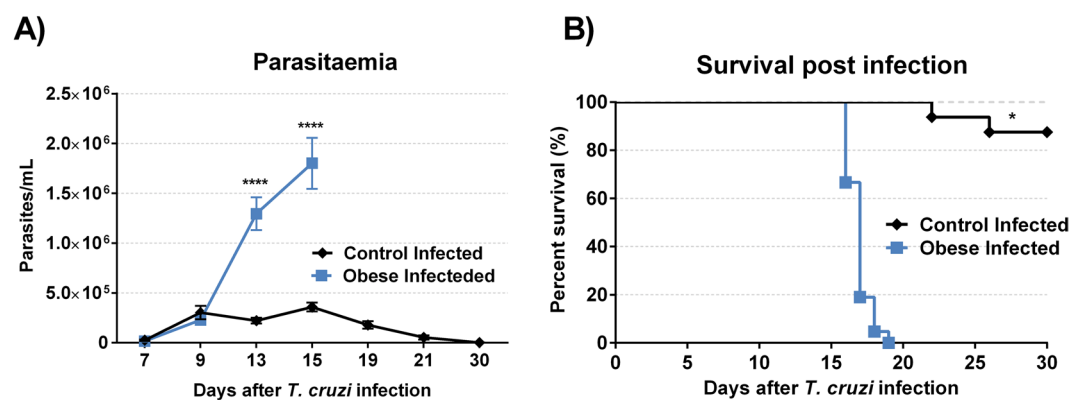 A)
Parasitaemia
2.5×10⁶
2.0×10⁶
1.5×10⁶
1.0×10⁶
5.0×10⁵
0
Parasites/mL
****
****
Control Infected
Obese Infecteded
7 9 13 15 19 21 30
Days after T. cruzi infection
B)
Survival post infection
100
80
60
40
20
0
Percent survival (%)
*
Control Infected
Obese Infected
0 5 10 15 20 25 30
Days after T. cruzi infection